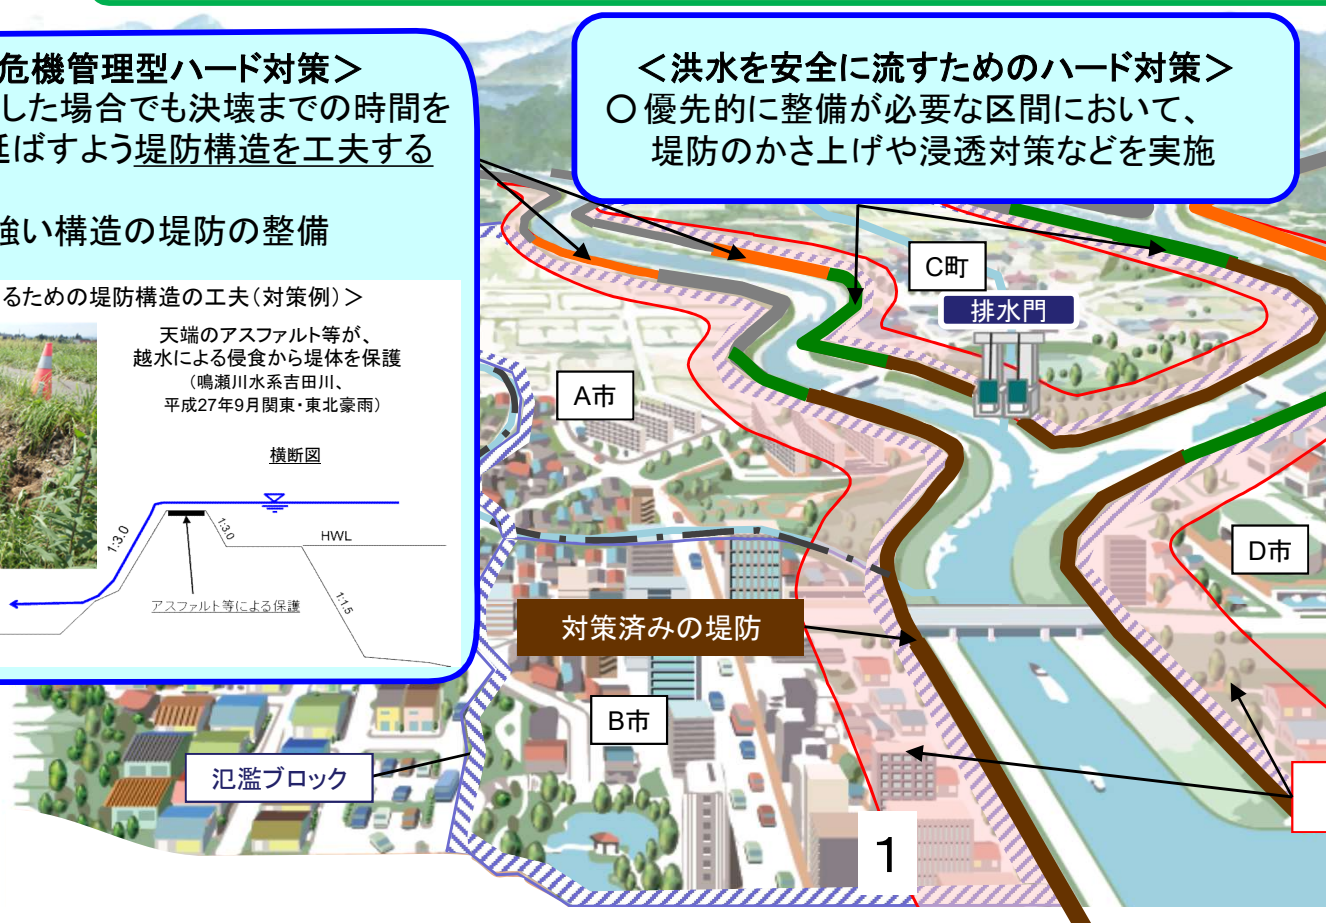 危機管理型ハード対策＞
した場合でも決壊までの時間を
延ばすよう堤防構造を工夫する
強い構造の堤防の整備
るための堤防構造の工夫（対策例）＞
天端のアスファルト等が、
越水による侵食から堤体を保護
（鳴瀬川水系吉田川、
平成27年9月関東・東北豪雨）
横断図
1:3.0
1:3.0
HWL
1:1.5
アスファルト等による保護
＜洪水を安全に流すためのハード対策＞
○優先的に整備が必要な区間において、
堤防のかさ上げや浸透対策などを実施
C町
排水門
A市
D市
対策済みの堤防
B市
氾濫ブロック
1